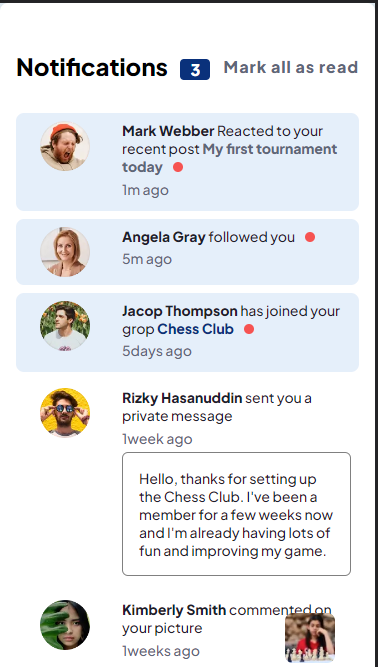 Notifications 3 Mark all as read
Mark Webber Reacted to your
recent post My first tournament
today
1m ago
Angela Gray followed you
5m ago
Jacop Thompson has joined your
grop Chess Club
5days ago
Rizky Hasanuddin sent you a
private message
1week ago
Hello, thanks for setting up
the Chess Club. I've been a
member for a few weeks now
and I'm already having lots of
fun and improving my game.
Kimberly Smith commented on
your picture
1weeks ago